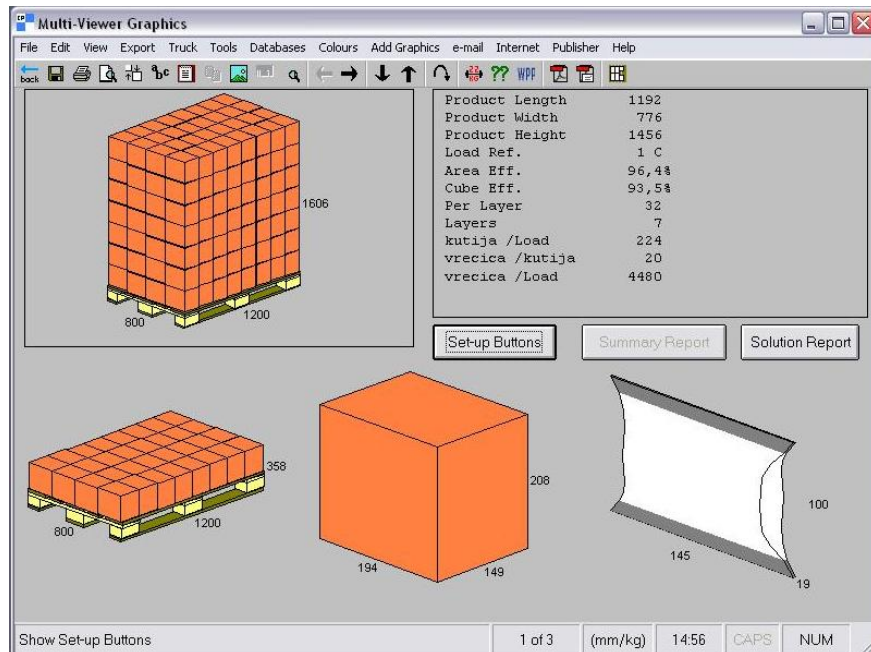 Multi-Viewer Graphics
File Edit View Export Truck Tools Databases Colours Add Graphics e-mail Internet Publisher Help
back abc ?? WPP
Product Length 1192
Product Width 776
Product Height 1456
Load Ref. 1 C
Area Eff. 96,4%
Cube Eff. 93,5%
Per Layer 32
Layers 7
kutija /Load 224
vrecica /kutija 20
vrecica /Load 4480
1606
800
1200
Set-up Buttons Summary Report Solution Report
358
800
1200
208
194
149
100
145
19
Show Set-up Buttons 1 of 3 (mm/kg) 14:56 CAPS NUM